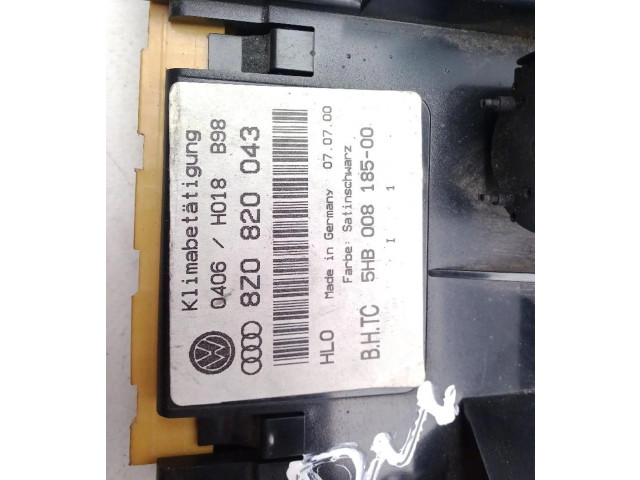 Klimabetätigung
0406 / H018 B98
8Z0 820 043
HLO Made in Germany 07.07.00
Farbe: Satinschwarz
B.H.TC 5HB 008 185-00
I 1